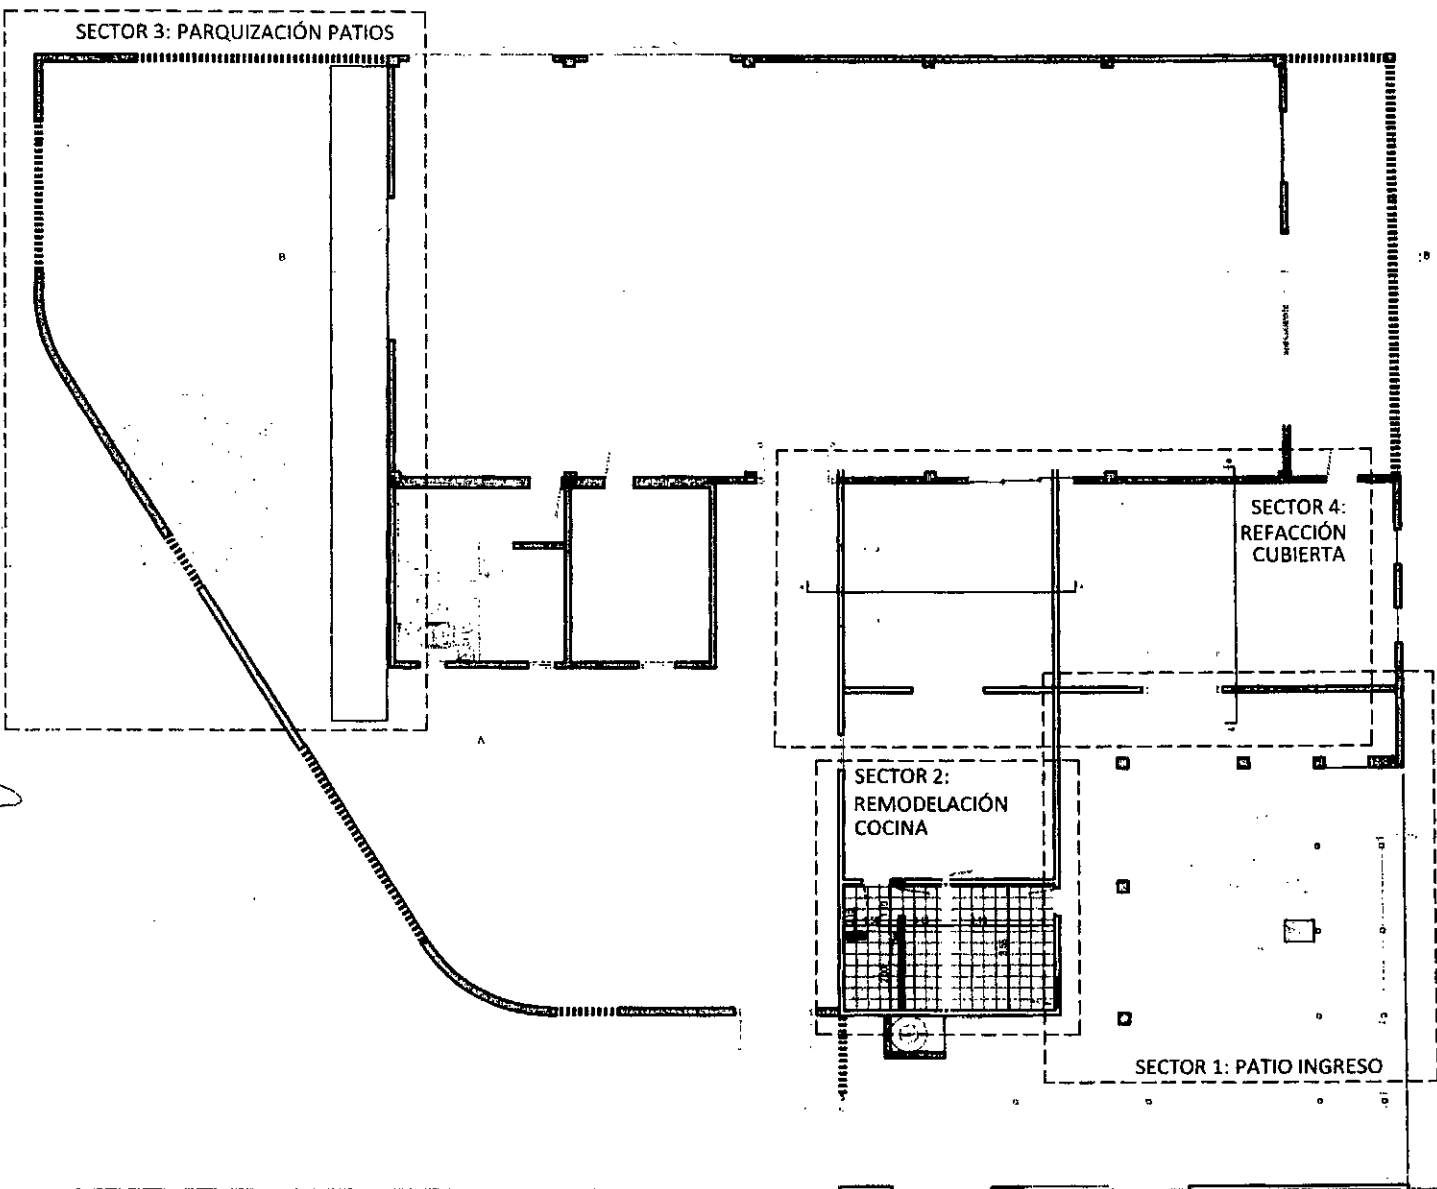 SECTOR 3: PARQUIZACIÓN PATIOS
B
B
SECTOR 4:
REFACCIÓN
CUBIERTA
A
SECTOR 2:
REMODELACIÓN
COCINA
SECTOR 1: PATIO INGRESO